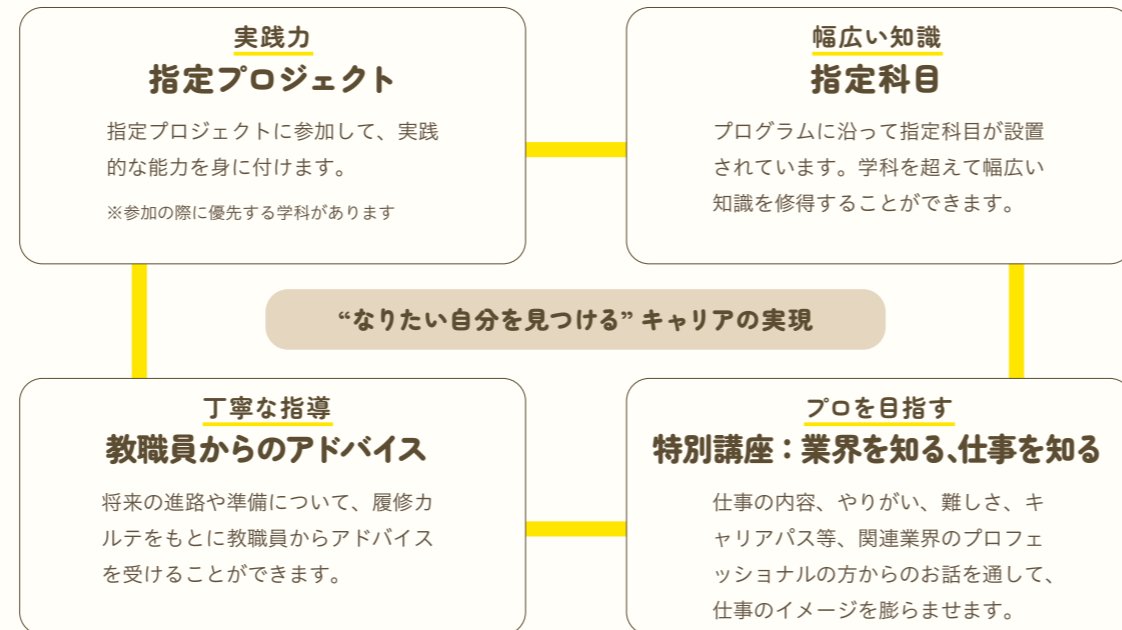 実践力
指定プロジェクト
指定プロジェクトに参加して、実践
的な能力を身に付けます。
※参加の際に優先する学科があります
幅広い知識
指定科目
プログラムに沿って指定科目が設置
されています。学科を超えて幅広い
知識を修得することができます。
“なりたい自分を見つける” キャリアの実現
丁寧な指導
教職員からのアドバイス
将来の進路や準備について、履修カ
ルテをもとに教職員からアドバイス
を受けることができます。
プロを目指す
特別講座：業界を知る、仕事を知る
仕事の内容、やりがい、難しさ、キ
ャリアパス等、関連業界のプロフェ
ッショナルの方からのお話を通して、
仕事のイメージを膨らませます。